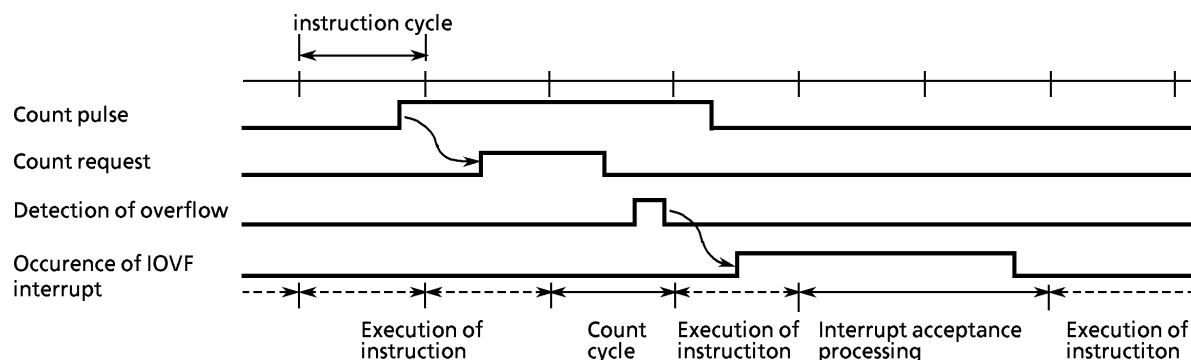 instruction cycle
Count pulse
Count request
Detection of overflow
Occurence of IOVF
interrupt
Execution of
instruction
Count
cycle
Execution of
instructiton
Interrupt acceptance
processing
Execution of
instruciton